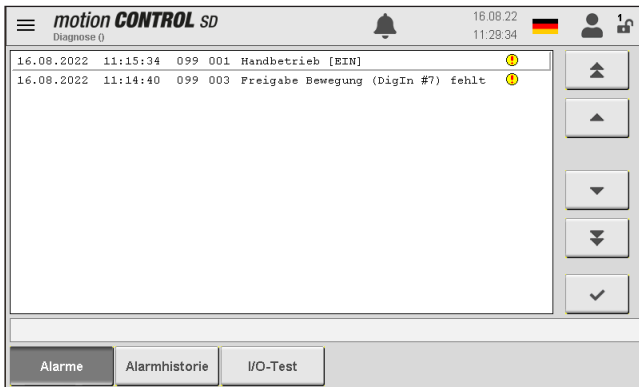 motion CONTROL SD
Diagnose ()
16.08.22
11:29:34
1
16.08.2022 11:15:34 099 001 Handbetrieb [EIN]
16.08.2022 11:14:40 099 003 Freigabe Bewegung (DigIn #7) fehlt
Alarme
Alarmhistorie
I/O-Test